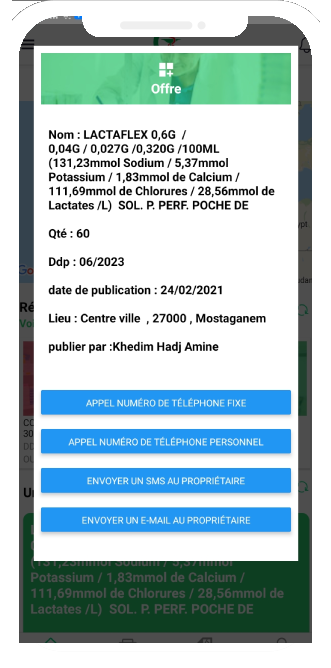 Offre
Nom : LACTAFLEX 0,6G /
0,04G / 0,027G /0,320G /100ML
(131,23mmol Sodium / 5,37mmol
Potassium / 1,83mmol de Calcium /
111,69mmol de Chlorures / 28,56mmol de
Lactates /L) SOL. P. PERF. POCHE DE
Qté : 60
Ddp : 06/2023
date de publication : 24/02/2021
Lieu : Centre ville , 27000 , Mostaganem
publier par :Khedim Hadj Amine
APPEL NUMÉRO DE TÉLÉPHONE FIXE
APPEL NUMÉRO DE TÉLÉPHONE PERSONNEL
ENVOYER UN SMS AU PROPRIÉTAIRE
ENVOYER UN E-MAIL AU PROPRIÉTAIRE
(131,23mmol Sodium / 5,37mmol
Potassium / 1,83mmol de Calcium /
111,69mmol de Chlorures / 28,56mmol de
Lactates /L) SOL. P. PERF. POCHE DE